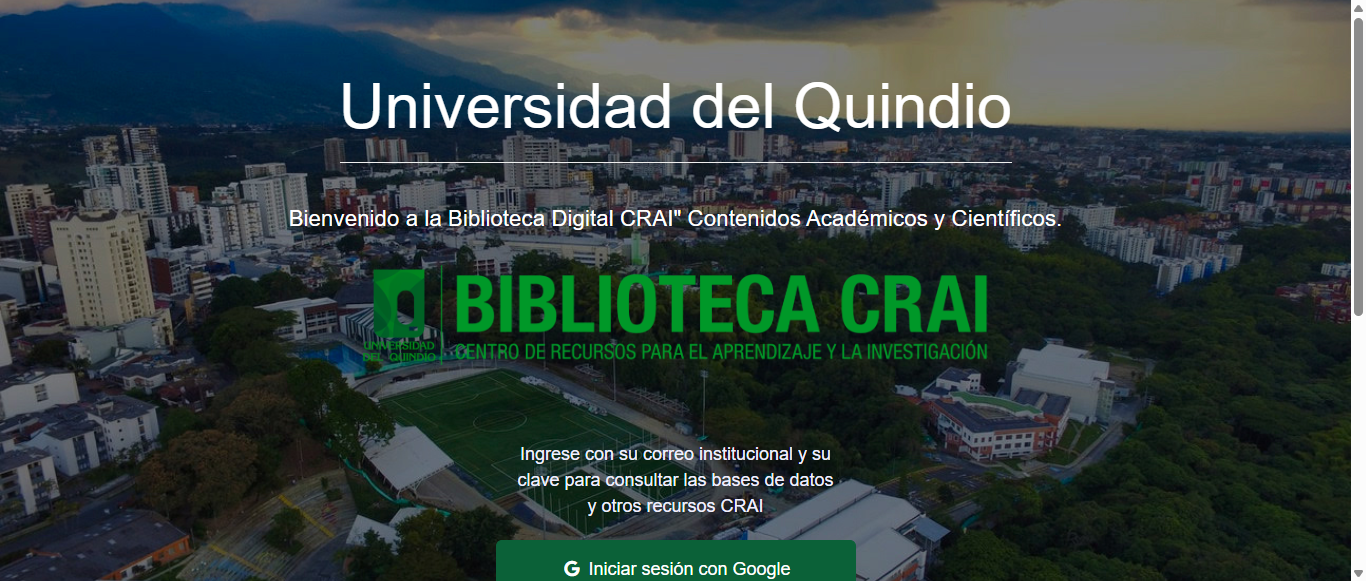 Universidad del Quindio
Bienvenido a la Biblioteca Digital CRAI" Contenidos Académicos y Científicos.
BIBLIOTECA CRAI
UNIVERSIDAD
DEL QUINDÍO
CENTRO DE RECURSOS PARA EL APRENDIZAJE Y LA INVESTIGACIÓN
Ingrese con su correo institucional y su
clave para consultar las bases de datos
y otros recursos CRAI
G Iniciar sesión con Google